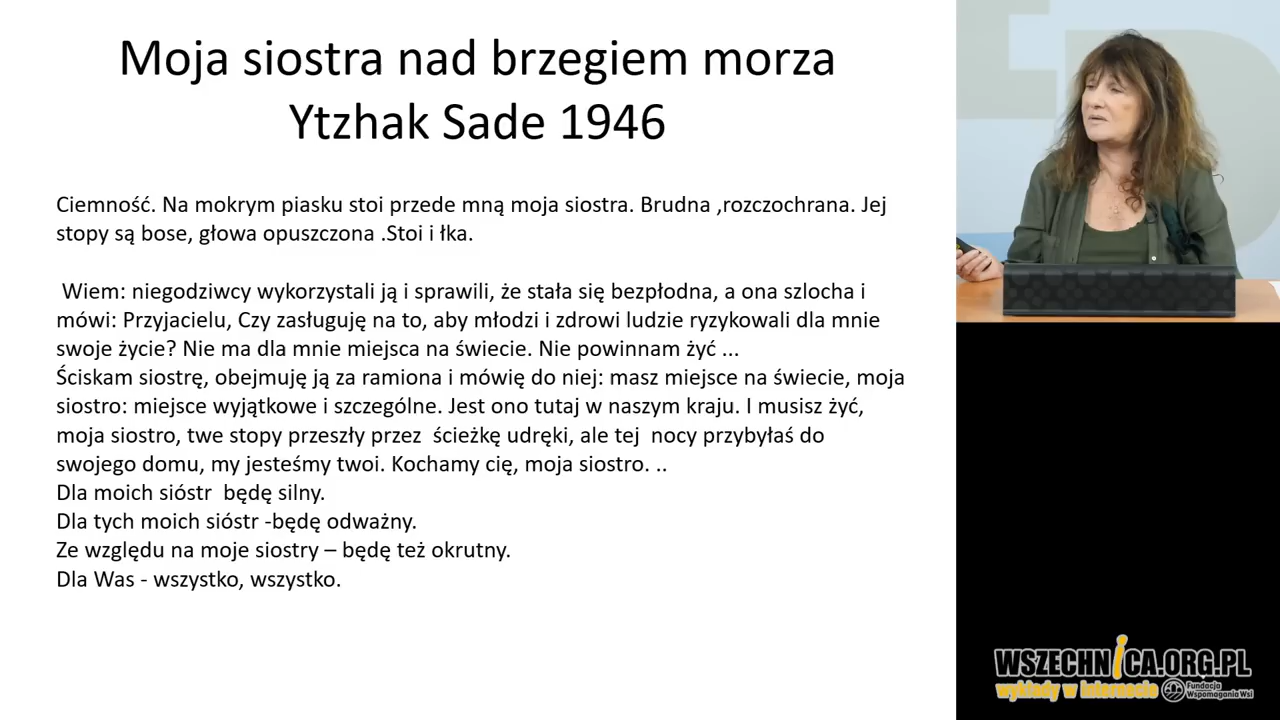 Moja siostra nad brzegiem morza
Ytzhak Sade 1946
Ciemność. Na mokrym piasku stoi przede mną moja siostra. Brudna ,rozczochrana. Jej
stopy są bose, głowa opuszczona .Stoi i łka.
Wiem: niegodziwcy wykorzystali ją i sprawili, że stała się bezpłodna, a ona szlocha i
mówi: Przyjacielu, Czy zasługuję na to, aby młodzi i zdrowi ludzie ryzykowali dla mnie
swoje życie? Nie ma dla mnie miejsca na świecie. Nie powinnam żyć ...
Ściskam siostrę, obejmuję ją za ramiona i mówię do niej: masz miejsce na świecie, moja
siostro: miejsce wyjątkowe i szczególne. Jest ono tutaj w naszym kraju. I musisz żyć,
moja siostro, twe stopy przeszły przez  ścieżkę udręki, ale tej  nocy przybyłaś do
swojego domu, my jesteśmy twoi. Kochamy cię, moja siostro. ..
Dla moich sióstr  będę silny.
Dla tych moich sióstr -będę odważny.
Ze względu na moje siostry – będę też okrutny.
Dla Was - wszystko, wszystko.
WSZECHNICA.ORG.PL
wykłady w internecie
Fundacja
Wspomagania Wsi